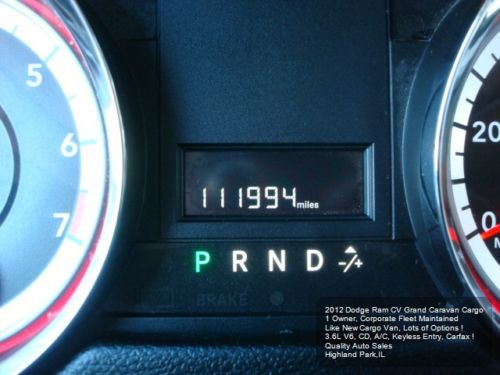 5
6
7
20
0
M
111994 miles
P R N D -/+
BRAKE
2012 Dodge Ram CV Grand Caravan Cargo
1 Owner, Corporate Fleet Maintained
Like New Cargo Van, Lots of Options !
3.6L V6, CD, A/C, Keyless Entry, Carfax !
Quality Auto Sales
Highland Park,IL